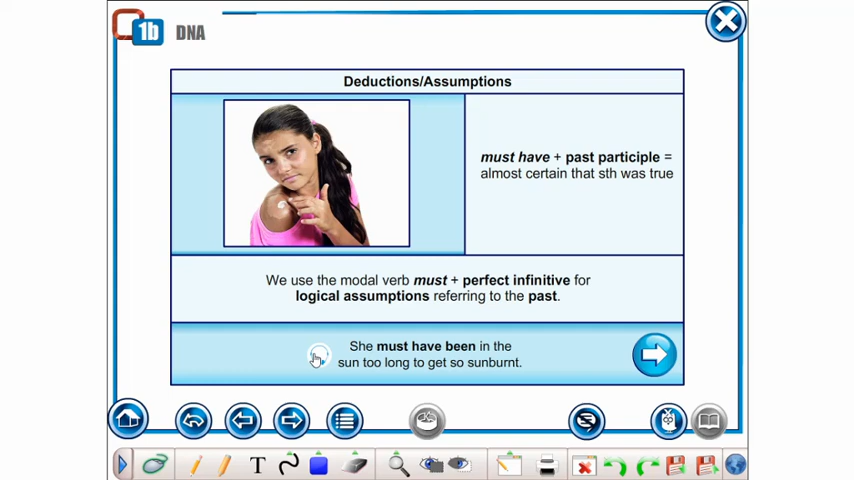 1b DNA
Deductions/Assumptions
must have + past participle =
almost certain that sth was true
We use the modal verb must + perfect infinitive for
logical assumptions referring to the past.
She must have been in the
sun too long to get so sunburnt.
T